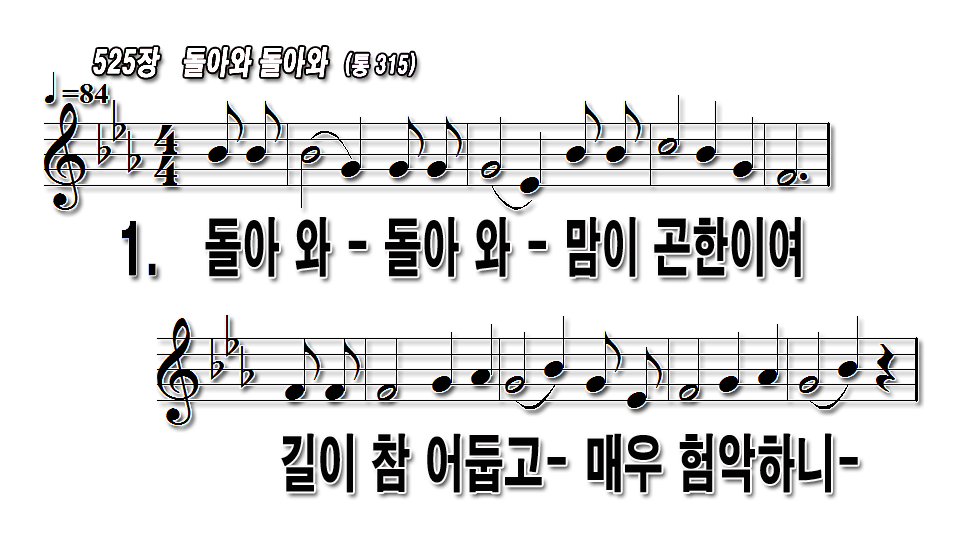 525장 돌아와 돌아와 (통 315)
♩=84
4
4
1. 돌아 와 - 돌아 와 - 맘이 곤한이여
길이 참 어둡고- 매우 험악하니-